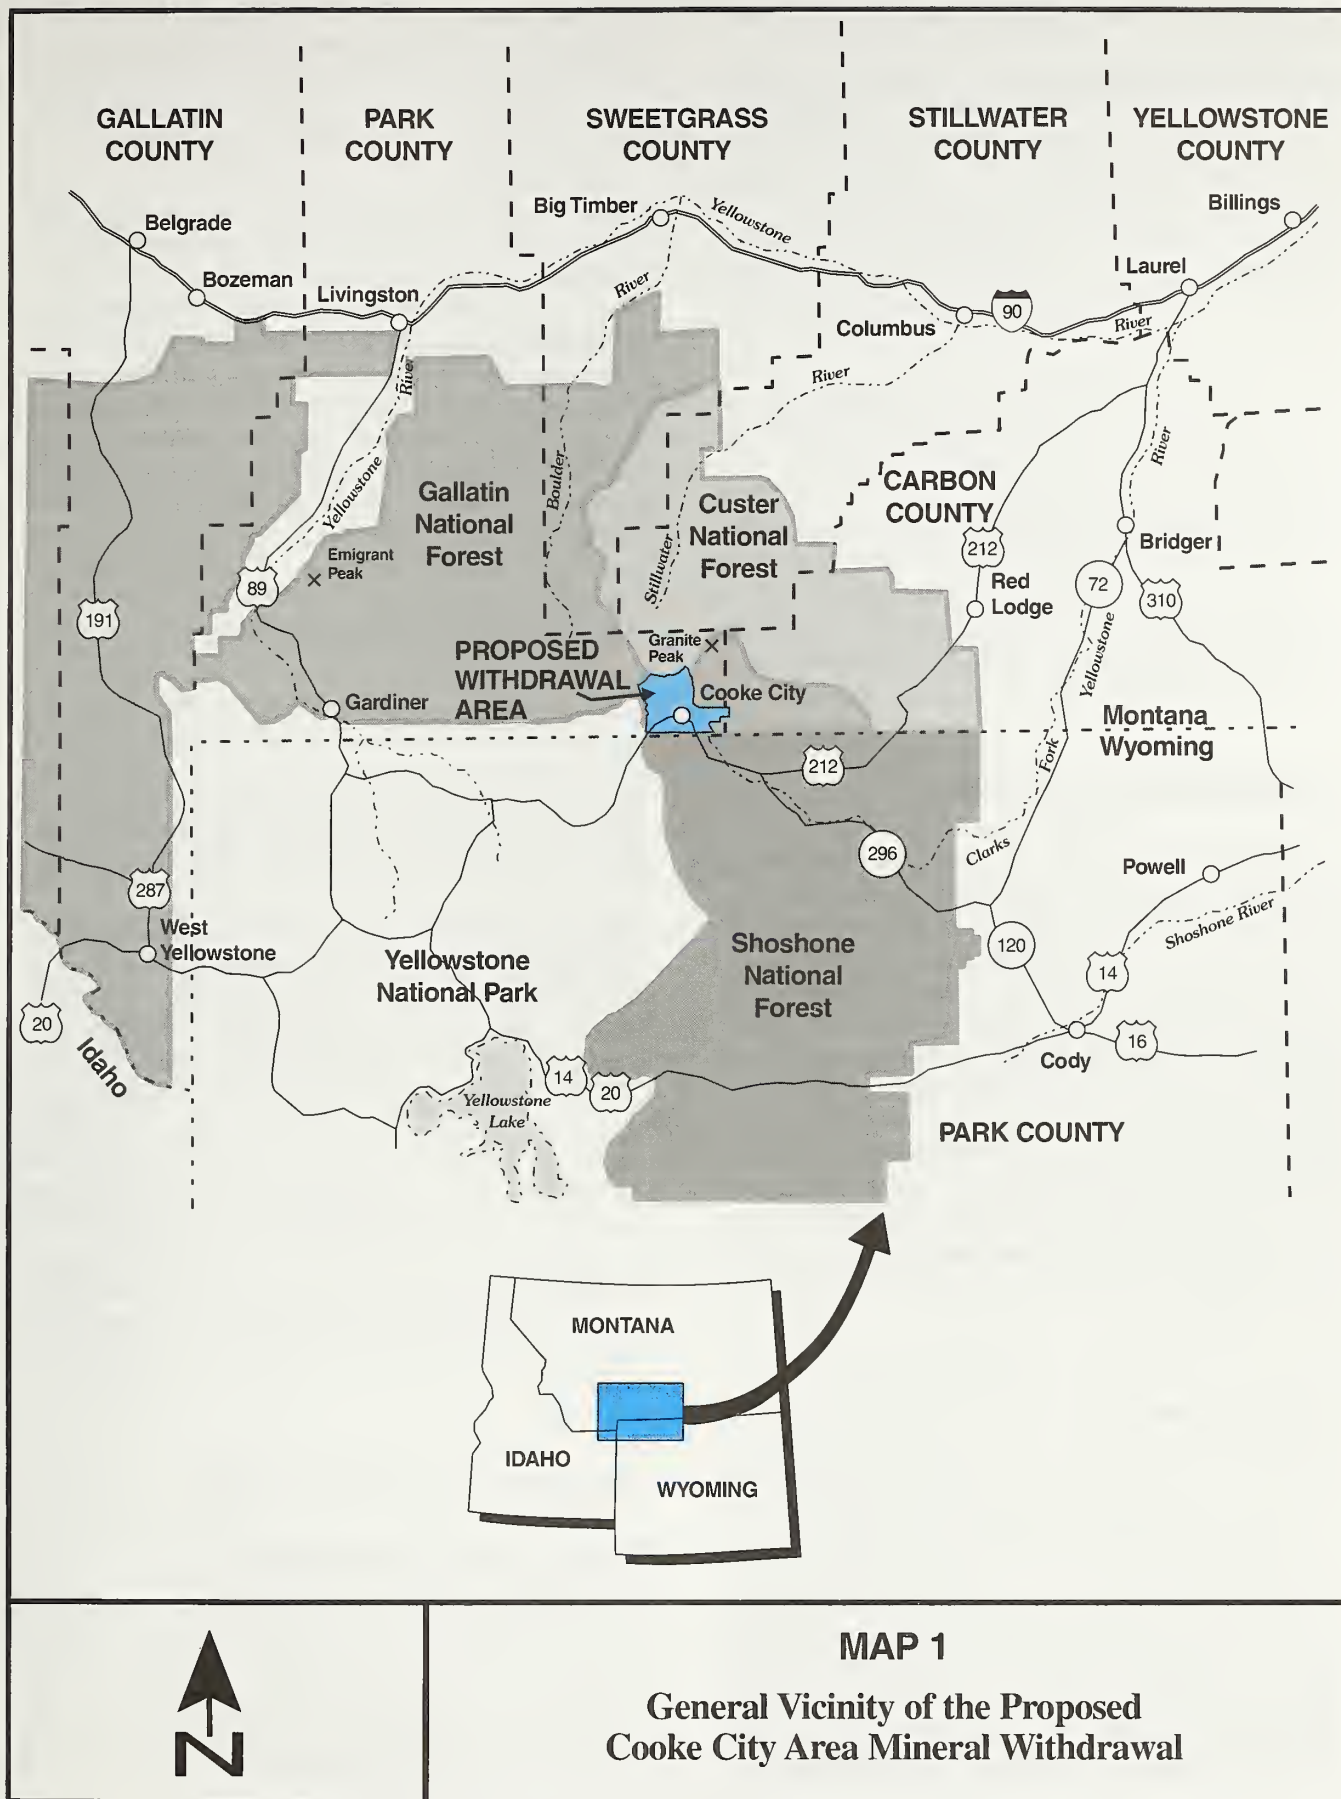 GALLATIN
COUNTY
PARK
COUNTY
SWEETGRASS
COUNTY
STILLWATER
COUNTY
YELLOWSTONE
COUNTY
Belgrade
Bozeman
Livingston
Big Timber
Yellowstone
River
Billings
Laurel
Columbus
90
River
River
River
Yellowstone
Boulder
Gallatin
National
Forest
Custer
National
Forest
Stillwater
CARBON
COUNTY
River
Emigrant
Peak
89
191
212
Red
Lodge
Bridger
72
310
Yellowstone
Granite
Peak
PROPOSED
WITHDRAWAL
AREA
Cooke City
Gardiner
Montana
Wyoming
212
Fork
Clarks
296
Powell
Shoshone River
287
West
Yellowstone
20
Idaho
Yellowstone
National Park
Shoshone
National
Forest
120
14
16
Cody
14
20
Yellowstone
Lake
PARK COUNTY
MONTANA
IDAHO
WYOMING
N
MAP 1
General Vicinity of the Proposed
Cooke City Area Mineral Withdrawal